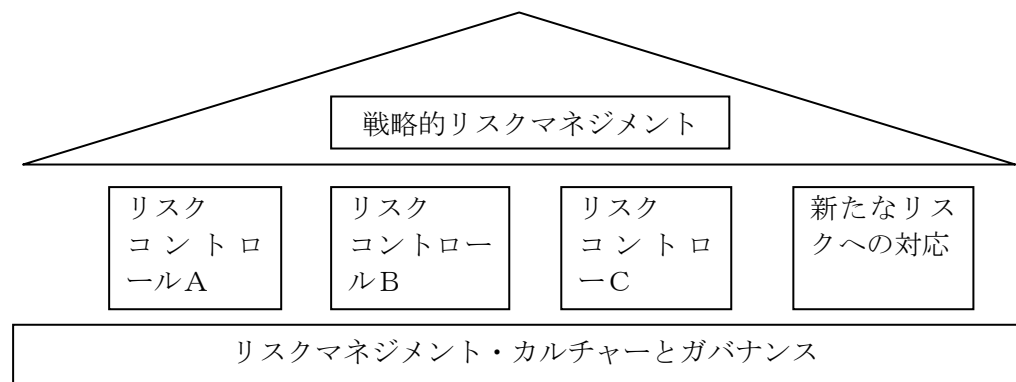 戦略的リスクマネジメント
リスク
コントロ
ールA
リスク
コントロー
ルB
リスク
コントロ
ーC
新たなリス
クへの対応
リスクマネジメント・カルチャーとガバナンス